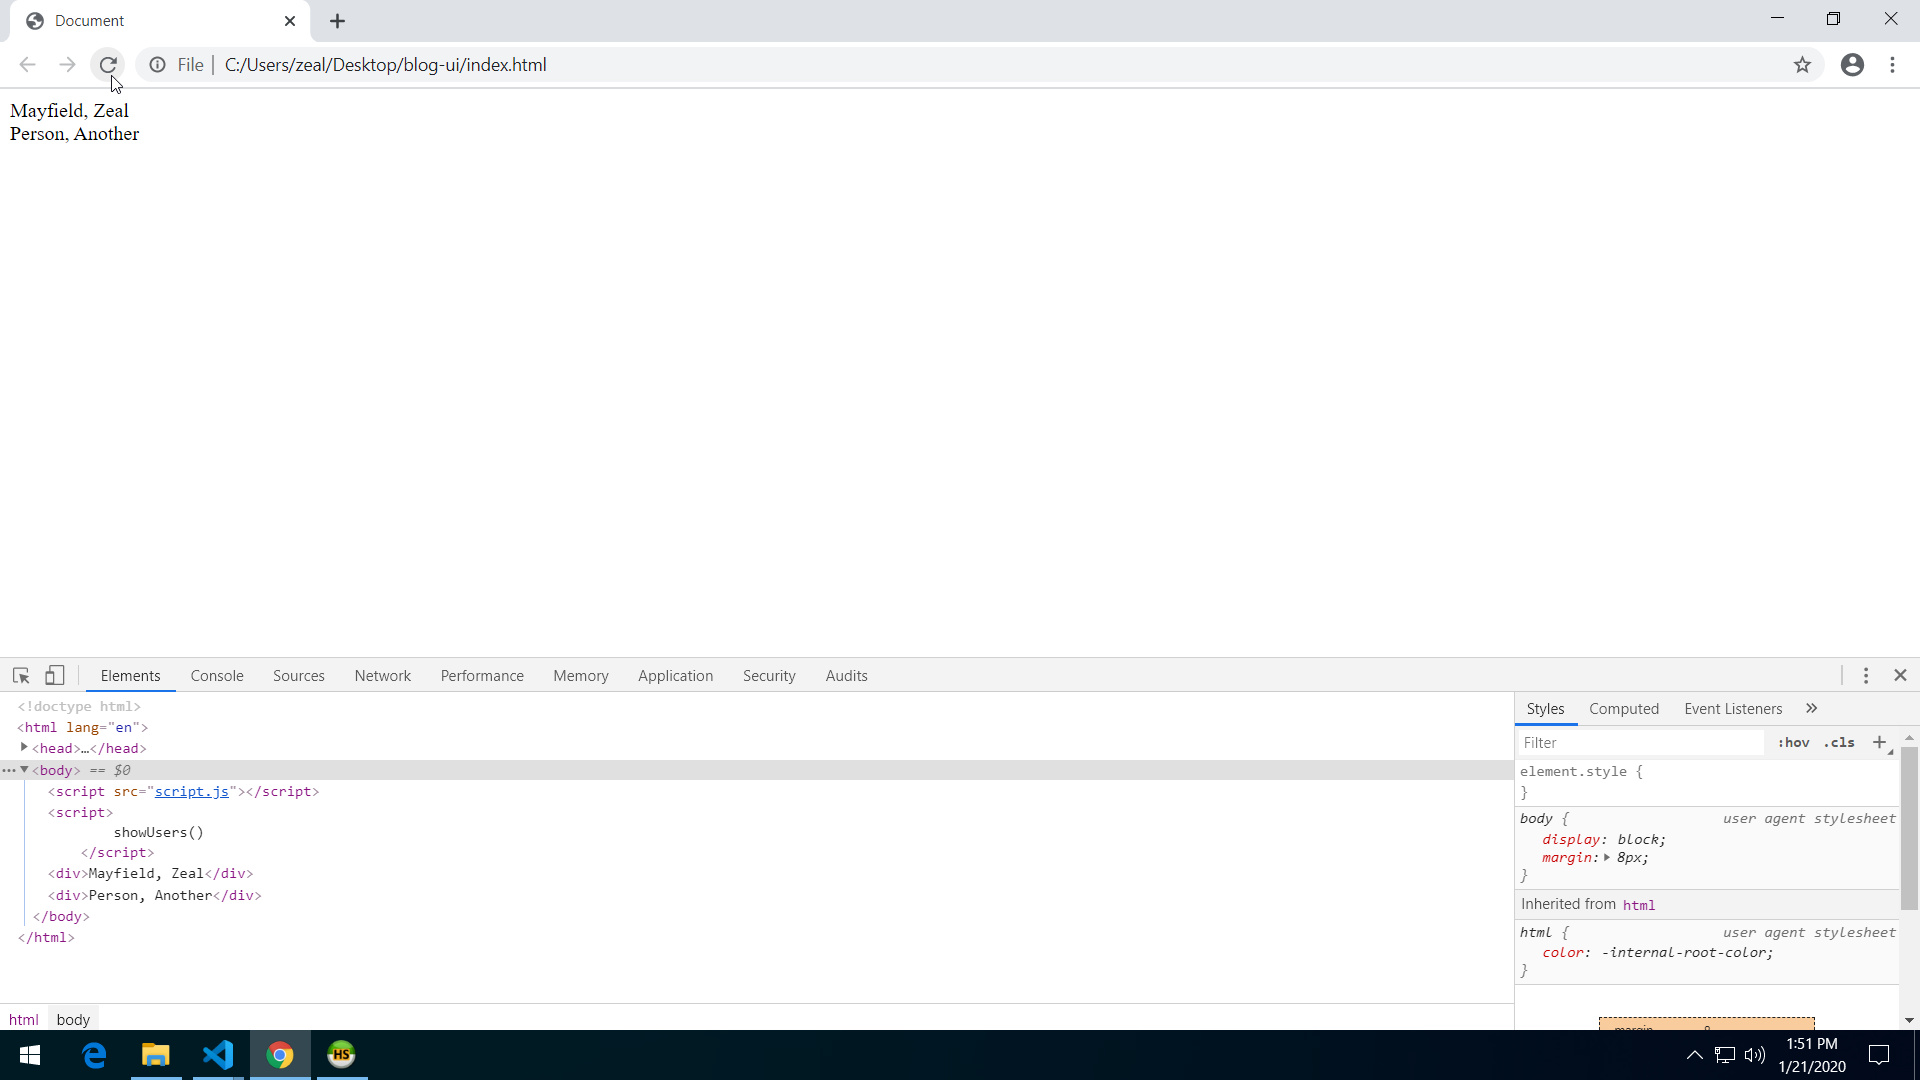 Document
File | C:/Users/zeal/Desktop/blog-ui/index.html
Mayfield, Zeal
Person, Another
Elements Console Sources Network Performance Memory Application Security Audits
<!doctype html>
<html lang="en">
<head>…</head>
<body> == $0
<script src="script.js"></script>
<script>
showUsers()
</script>
<div>Mayfield, Zeal</div>
<div>Person, Another</div>
</body>
</html>
html body
Styles Computed Event Listeners »
Filter :hov .cls +
element.style {
}
body { user agent stylesheet
display: block;
margin: 8px;
}
Inherited from html
html { user agent stylesheet
color: -internal-root-color;
}
margin 8
HS
1:51 PM
1/21/2020